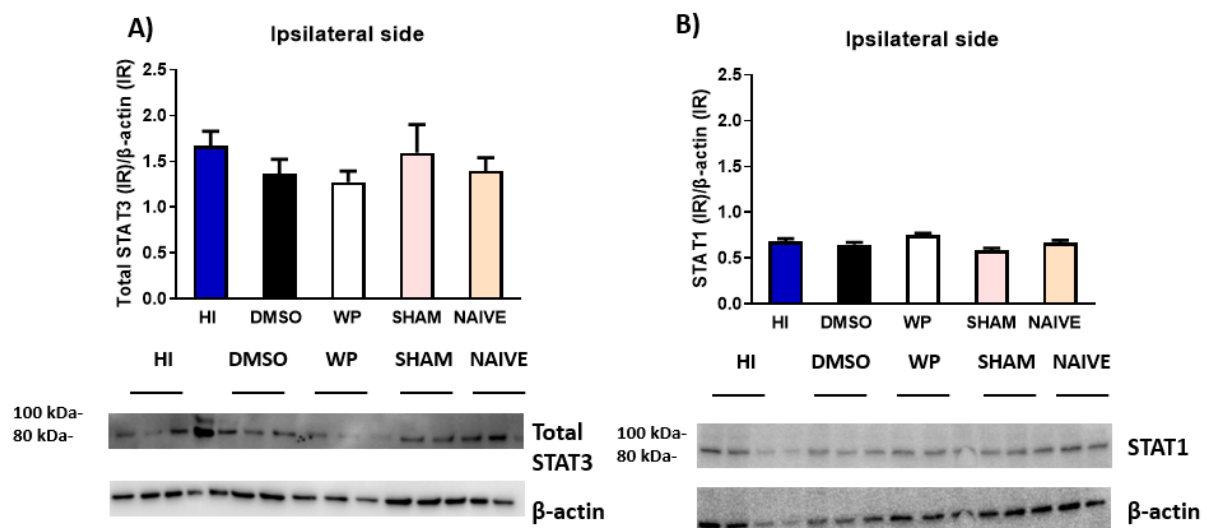 A)
Ipsilateral side
Total STAT3 (IR)/β-actin (IR)
2.5
2.0
1.5
1.0
0.5
0.0
HI DMSO WP SHAM NAIVE
HI DMSO WP SHAM NAIVE
100 kDa-
80 kDa-
Total
STAT3
β-actin
B)
Ipsilateral side
STAT1 (IR)/β-actin (IR)
2.5
2.0
1.5
1.0
0.5
0.0
HI DMSO WP SHAM NAIVE
HI DMSO WP SHAM NAIVE
100 kDa-
80 kDa-
STAT1
β-actin